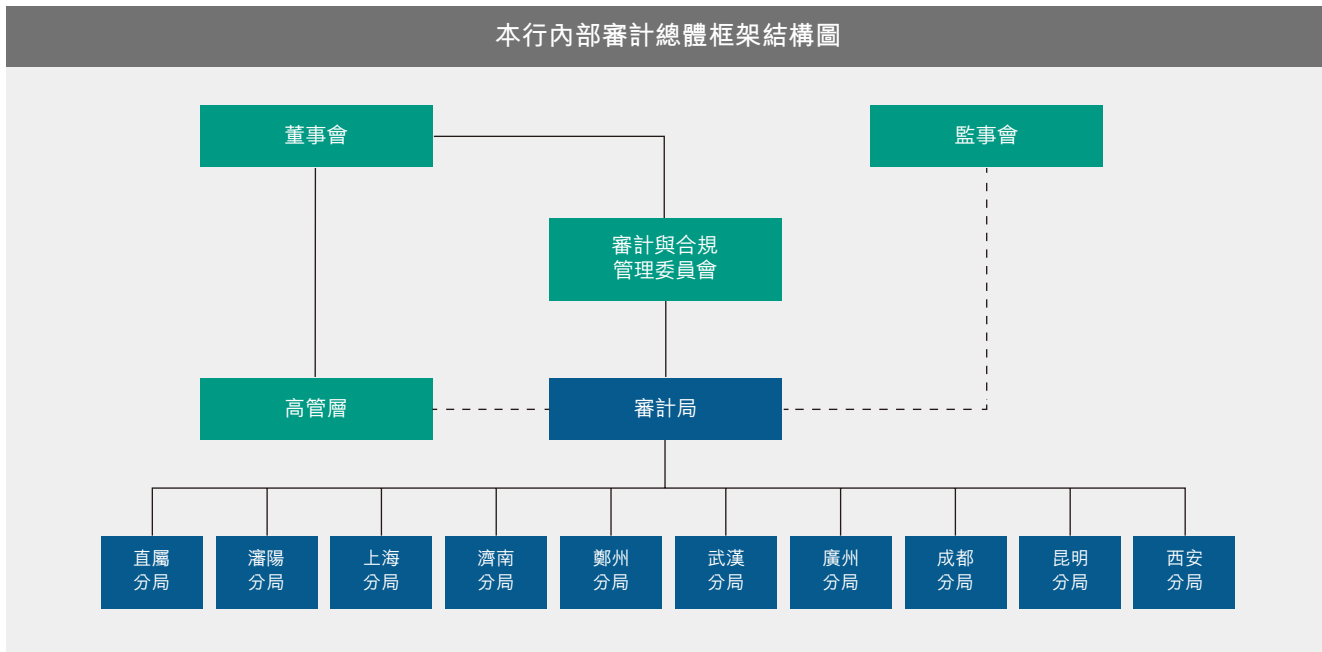 本行內部審計總體框架結構圖
董事會
監事會
審計與合規
管理委員會
高管層
審計局
直屬
分局
瀋陽
分局
上海
分局
濟南
分局
鄭州
分局
武漢
分局
廣州
分局
成都
分局
昆明
分局
西安
分局